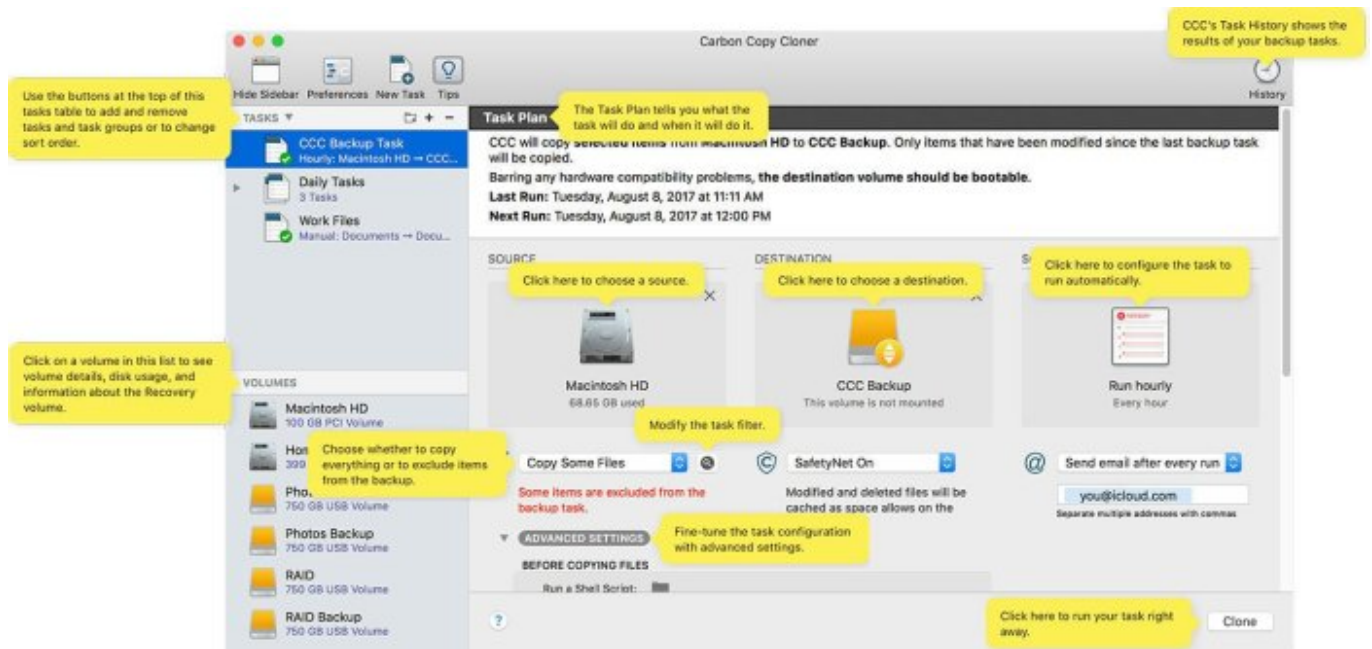 CCC's Task History shows the
results of your backup tasks.
Carbon Copy Cloner
Hide Sidebar Preferences New Task Tips
History
Use the buttons at the top of this
tasks table to add and remove
tasks and task groups or to change
sort order.
TASKS
CCC Backup Task
Hourly: Macintosh HD → CCC...
Daily Tasks
3 Tasks
Work Files
Manual: Documents → Docu...
Task Plan
The Task Plan tells you what the
task will do and when it will do it.
CCC will copy selected items from Macintosh HD to CCC Backup. Only items that have been modified since the last backup task
will be copied.
Barring any hardware compatibility problems, the destination volume should be bootable.
Last Run: Tuesday, August 8, 2017 at 11:11 AM
Next Run: Tuesday, August 8, 2017 at 12:00 PM
SOURCE
DESTINATION
Click here to choose a source.
Click here to choose a destination.
Click here to configure the task to
run automatically.
Macintosh HD
68.65 GB used
CCC Backup
This volume is not mounted
Run hourly
Every hour
Click on a volume in this list to see
volume details, disk usage, and
information about the Recovery
volume.
VOLUMES
Macintosh HD
100 GB PCI Volume
399
750 GB USB Volume
Photos Backup
750 GB USB Volume
RAID
750 GB USB Volume
RAID Backup
750 GB USB Volume
Modify the task filter.
Choose whether to copy
everything or to exclude items
from the backup.
Copy Some Files
SafetyNet On
@ Send email after every run
Some items are excluded from the
backup task.
Modified and deleted files will be
cached as space allows on the
you@icloud.com
Separate multiple addresses with commas
ADVANCED SETTINGS
Fine-tune the task configuration
with advanced settings.
BEFORE COPYING FILES
Run a Shell Script:
?
Click here to run your task right
away.
Clone